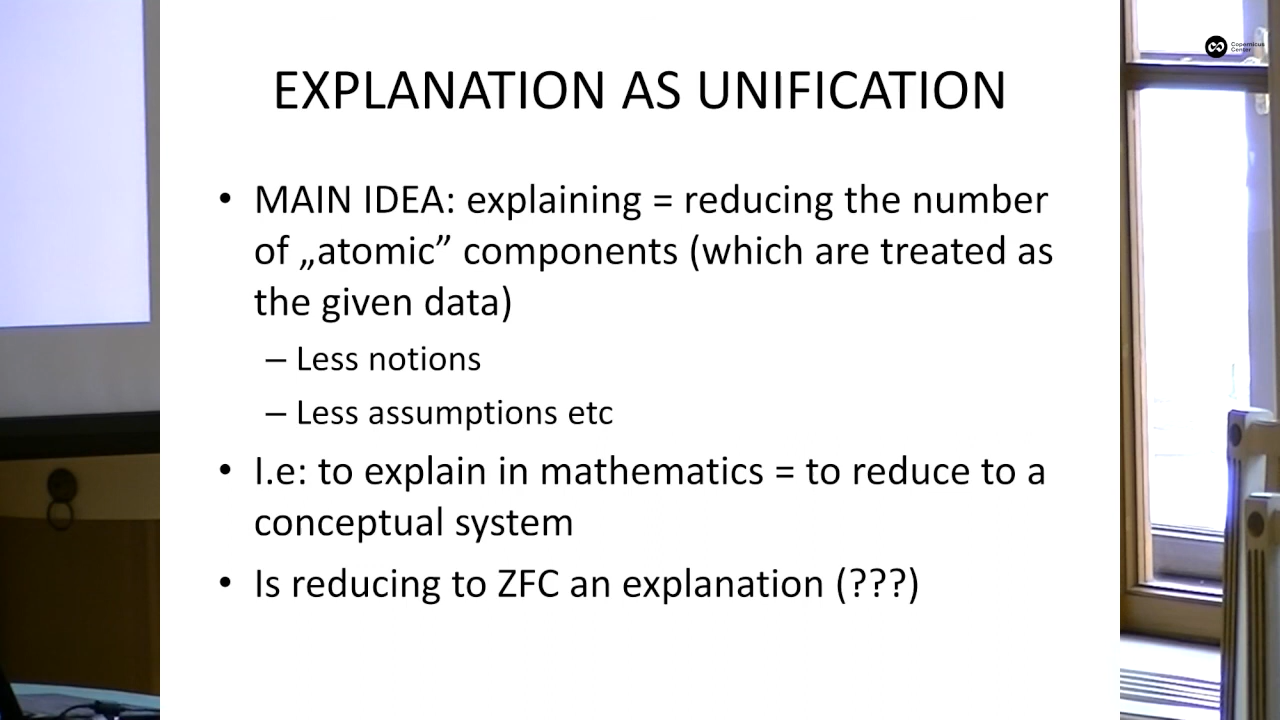 Copernicus
Center
EXPLANATION AS UNIFICATION
• MAIN IDEA: explaining = reducing the number
of „atomic” components (which are treated as
the given data)
– Less notions
– Less assumptions etc
• I.e: to explain in mathematics = to reduce to a
conceptual system
• Is reducing to ZFC an explanation (???)